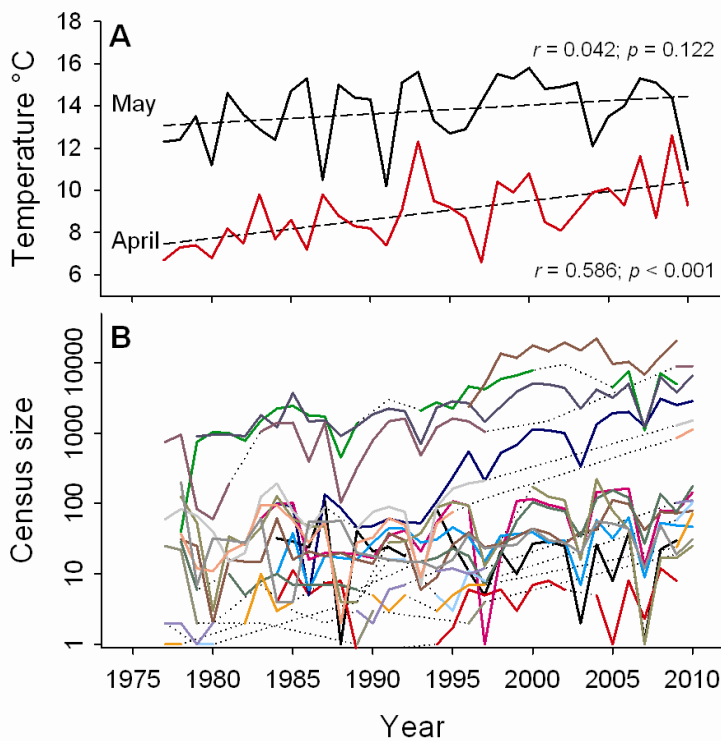 A
r = 0.042; p = 0.122
18
16
14
12
10
8
6
Temperature °C
May
April
r = 0.586; p < 0.001
B
10000
1000
100
10
1
Census size
1975 1980 1985 1990 1995 2000 2005 2010
Year